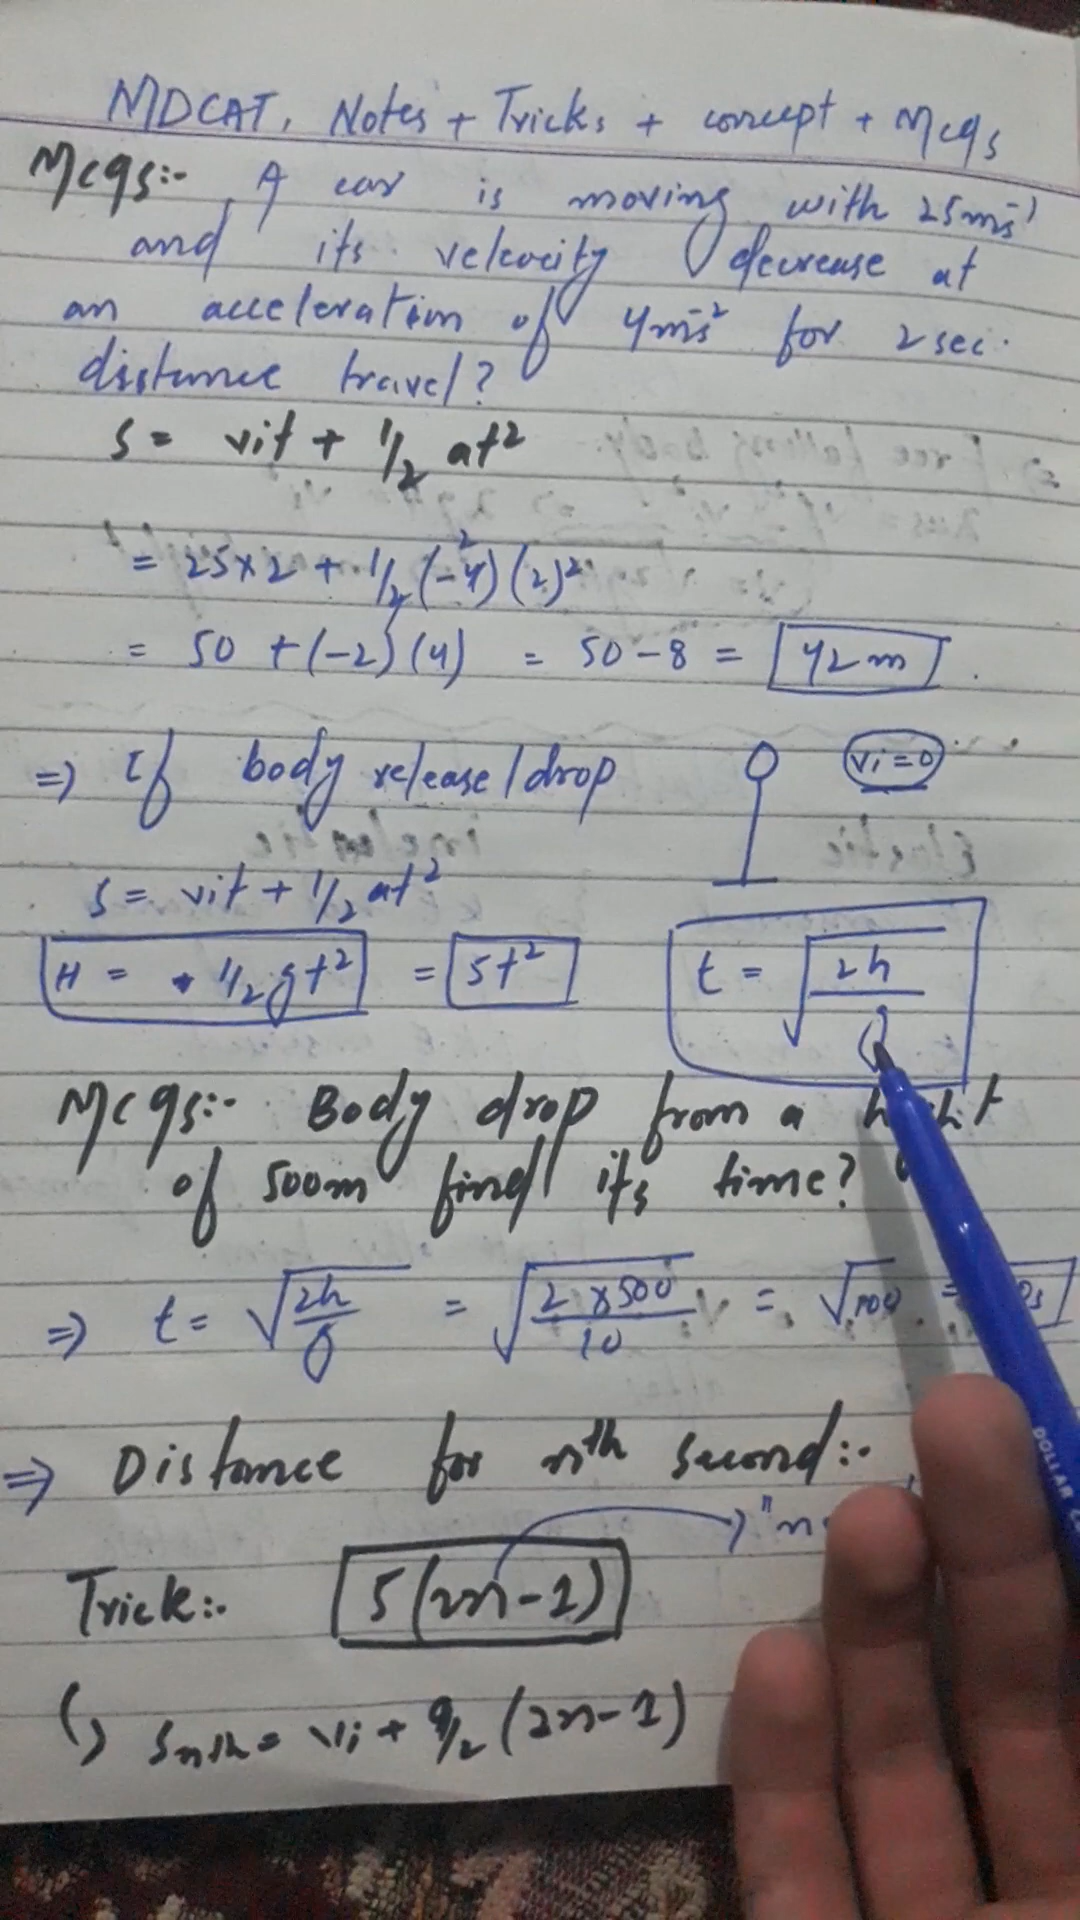 MDCAT, Notes + Tricks + concept + Mcqs
Mcqs:- A car is moving with 25ms⁻¹
and its velocity decrease at
an acceleration of 4ms⁻² for 2 sec.
distance travel?
S = vit + 1/2 at²
= 25×2 + 1/2 (-4) (2)²
= 50 + (-2) (4) = 50 - 8 = 42m
⇒ If body release/drop vi=0
S = vit + 1/2 at²
H = 1/2 gt² = 5t² t = √2h/g
Mcqs:- Body drop from a
of 500m find its time?
⇒ t = √2h/g = √2×500/10 = √100 =
⇒ Distance for nth second:-
Trick:- 5(2n-1)
Snth = vi + a/2 (2n-1)
DOLLAR